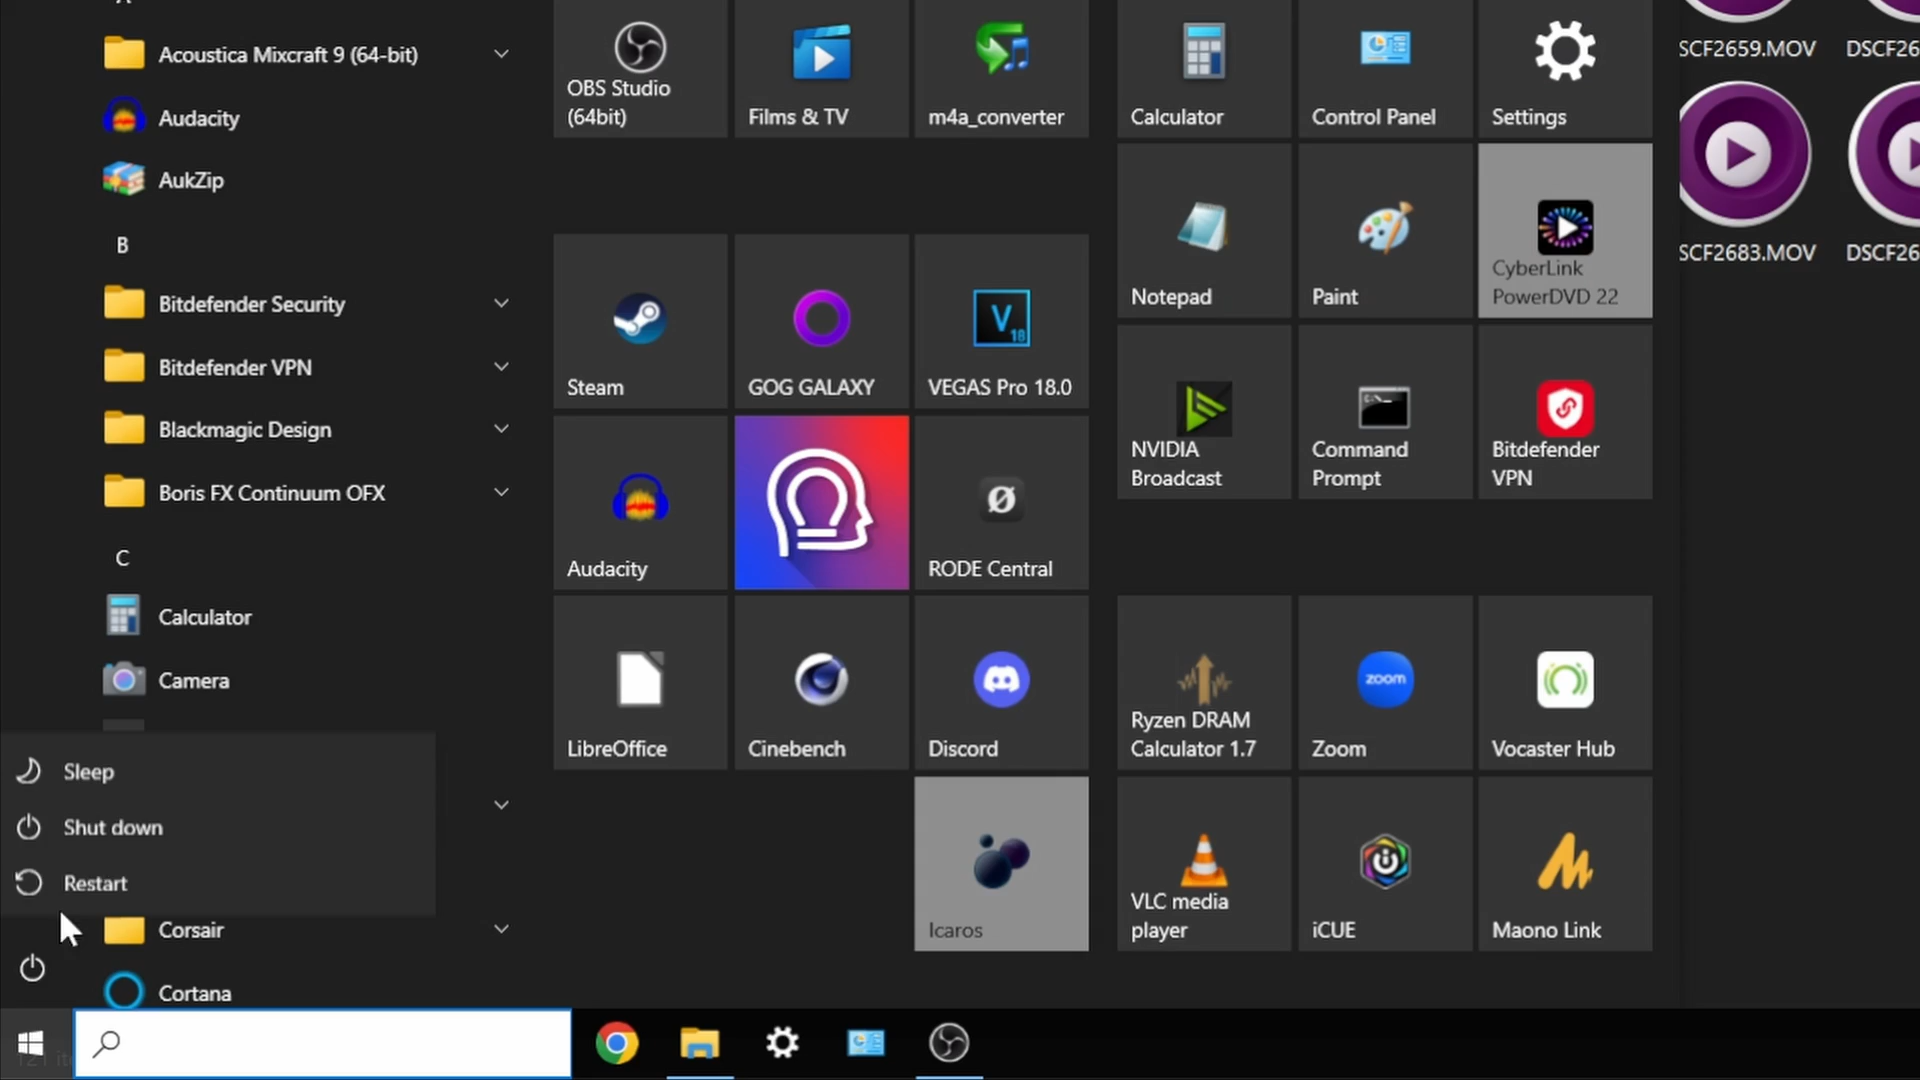 Acoustica Mixcraft 9 (64-bit)
Audacity
AukZip
B
Bitdefender Security
Bitdefender VPN
Blackmagic Design
Boris FX Continuum OFX
C
Calculator
Camera
Sleep
Shut down
Restart
Corsair
Cortana
OBS Studio
(64bit)
Films & TV
m4a_converter
Steam
GOG GALAXY
V
18
VEGAS Pro 18.0
Audacity
RODE Central
LibreOffice
Cinebench
Discord
Icaros
Calculator
Control Panel
Settings
Notepad
Paint
CyberLink
PowerDVD 22
NVIDIA
Broadcast
Command
Prompt
Bitdefender
VPN
Ryzen DRAM
Calculator 1.7
zoom
Zoom
Vocaster Hub
VLC media
player
iCUE
Maono Link
SCF2659.MOV
DSCF26
SCF2683.MOV
DSCF26